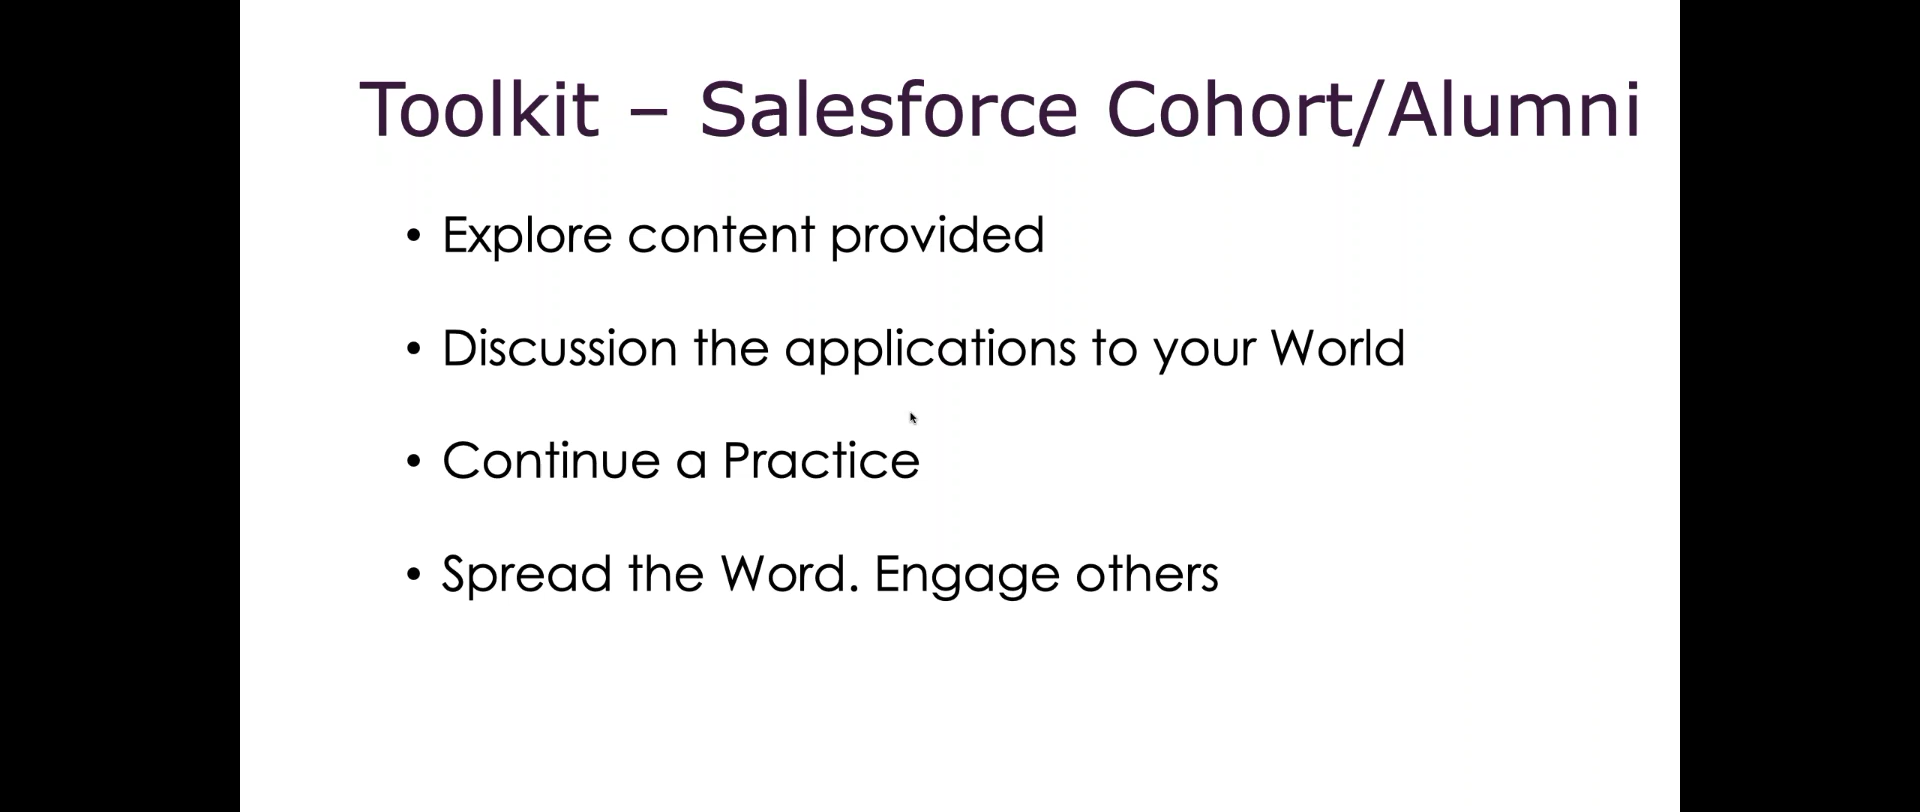 Toolkit – Salesforce Cohort/Alumni
• Explore content provided
• Discussion the applications to your World
• Continue a Practice
• Spread the Word. Engage others